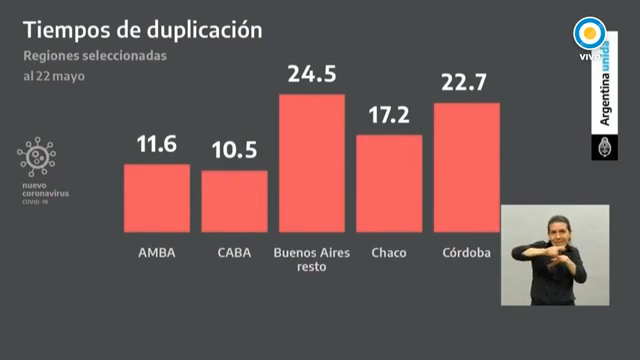 Tiempos de duplicación
Regiones seleccionadas
al 22 mayo
VIVO
Argentina unida
nuevo
coronavirus
COVID-19
11.6
10.5
24.5
17.2
22.7
AMBA
CABA
Buenos Aires
resto
Chaco
Córdoba